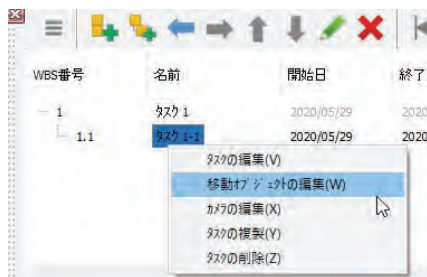 WBS番号 名前 開始日 終了
1 タスク 1 2020/05/29 2020
1.1 タスク 1-1 2020/05/29 2020
タスクの編集(V)
移動オブジェクトの編集(W)
カメラの編集(X)
タスクの複製(Y)
タスクの削除(Z)